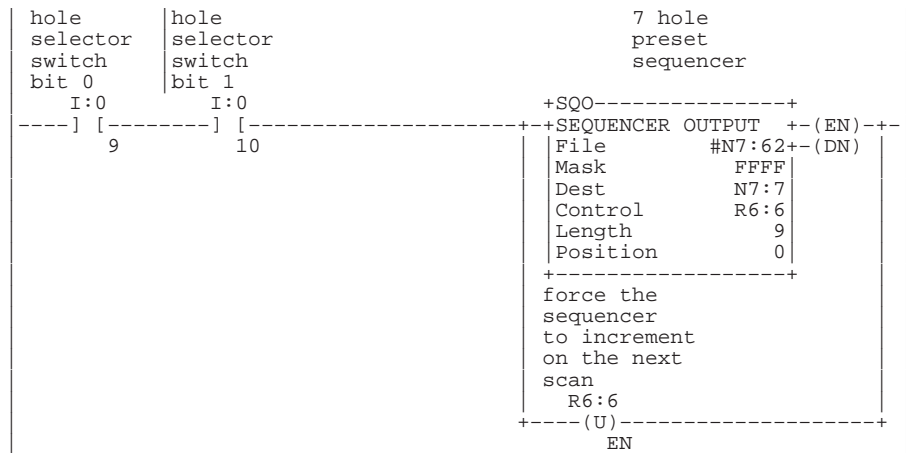 hole |hole 7 hole
selector |selector preset
switch |switch sequencer
bit 0 |bit 1
I:0 I:0 +SQO---------------+
|----] [--------] [--------------------+-+SEQUENCER OUTPUT +-(EN)-+-
9 10 | |File #N7:62+-(DN) |
| |Mask FFFF| |
| |Dest N7:7| |
| |Control R6:6| |
| |Length 9| |
| |Position 0| |
| +------------------+ |
| force the |
| sequencer |
| to increment |
| on the next |
| scan |
| R6:6 |
+----(U)--------------------+
EN